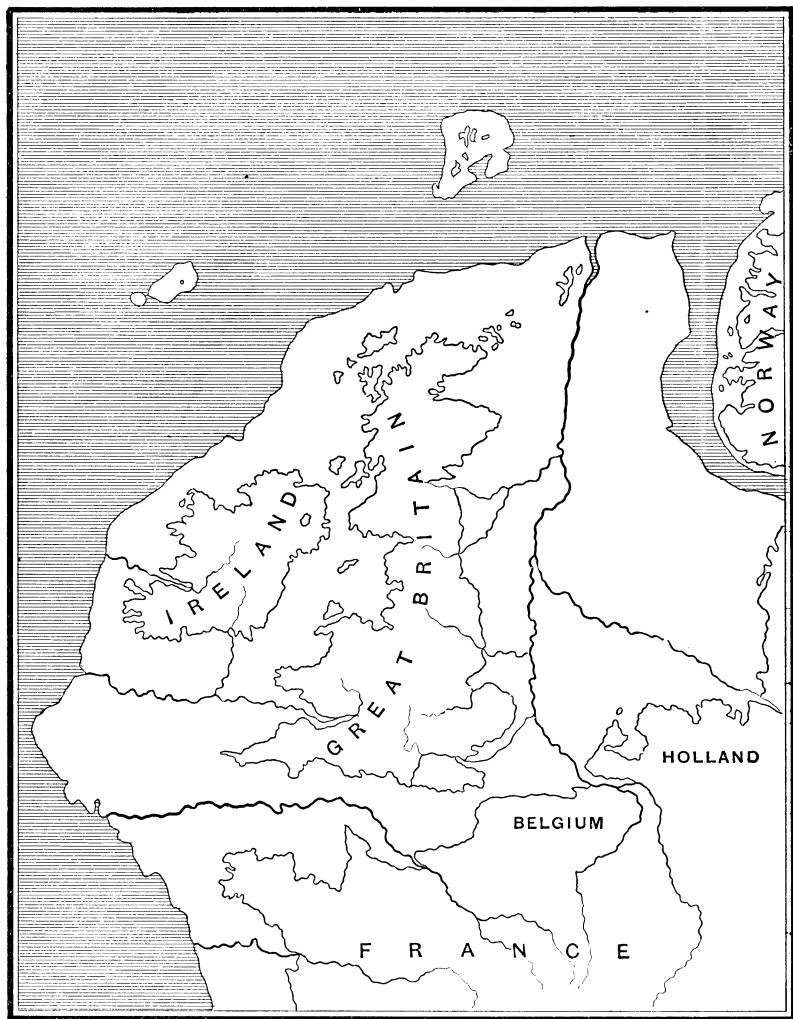 NORWAY
IRELAND
GREAT BRITAIN
HOLLAND
BELGIUM
FRANCE